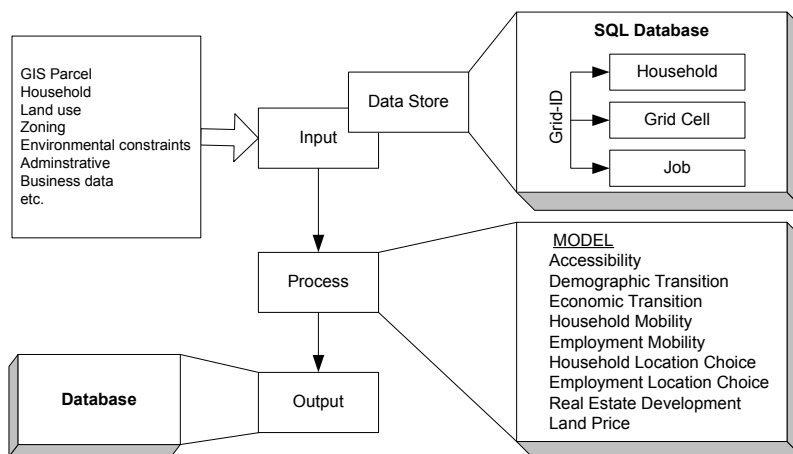 GIS Parcel
Household
Land use
Zoning
Environmental constraints
Adminstrative
Business data
etc.
Input
Data Store
SQL Database
Grid-ID
Household
Grid Cell
Job
Process
MODEL
Accessibility
Demographic Transition
Economic Transition
Household Mobility
Employment Mobility
Household Location Choice
Employment Location Choice
Real Estate Development
Land Price
Database
Output